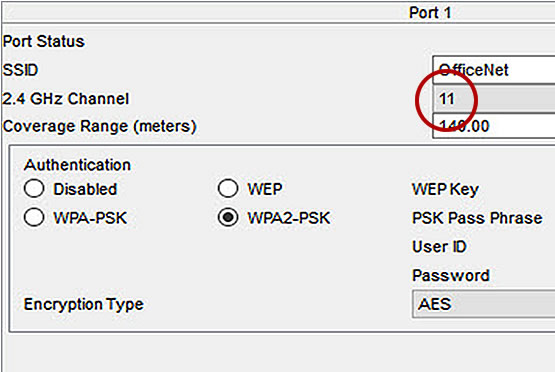 Port 1
Port Status
SSID OfficeNet
2.4 GHz Channel 11
Coverage Range (meters) 140.00
Authentication
Disabled WEP WEP Key
WPA-PSK WPA2-PSK PSK Pass Phrase
User ID
Password
Encryption Type AES